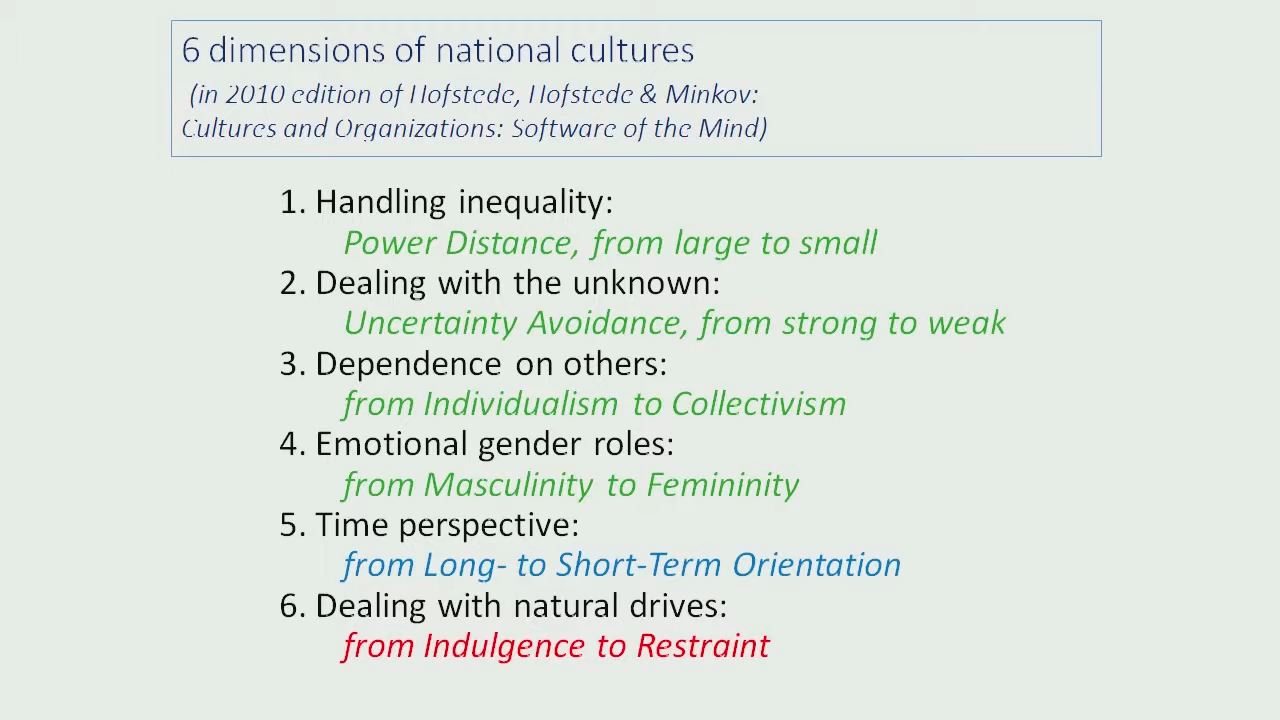 6 dimensions of national cultures
(in 2010 edition of Hofstede, Hofstede & Minkov:
Cultures and Organizations: Software of the Mind)
1. Handling inequality:
Power Distance, from large to small
2. Dealing with the unknown:
Uncertainty Avoidance, from strong to weak
3. Dependence on others:
from Individualism to Collectivism
4. Emotional gender roles:
from Masculinity to Femininity
5. Time perspective:
from Long- to Short-Term Orientation
6. Dealing with natural drives:
from Indulgence to Restraint